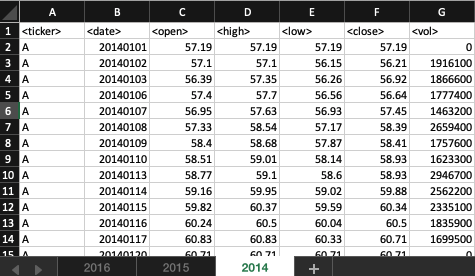 A B C D E F G
1 <ticker> <date> <open> <high> <low> <close> <vol>
2 A 20140101 57.19 57.19 57.19 57.19 0
3 A 20140102 57.1 57.1 56.15 56.21 1916100
4 A 20140103 56.39 57.35 56.26 56.92 1866600
5 A 20140106 57.4 57.7 56.56 56.64 1777400
6 A 20140107 56.95 57.63 56.93 57.45 1463200
7 A 20140108 57.33 58.54 57.17 58.39 2659400
8 A 20140109 58.4 58.68 57.87 58.41 1757600
9 A 20140110 58.51 59.01 58.14 58.93 1623300
10 A 20140113 58.77 59.1 58.6 58.93 2946700
11 A 20140114 59.16 59.95 59.02 59.88 2562200
12 A 20140115 59.82 60.37 59.59 60.34 2335100
13 A 20140116 60.24 60.5 60.04 60.5 1835900
14 A 20140117 60.83 60.83 60.33 60.71 1699500
15 A 20140120 60.71 60.71 60.71 60.71 0
2016 2015 2014 +